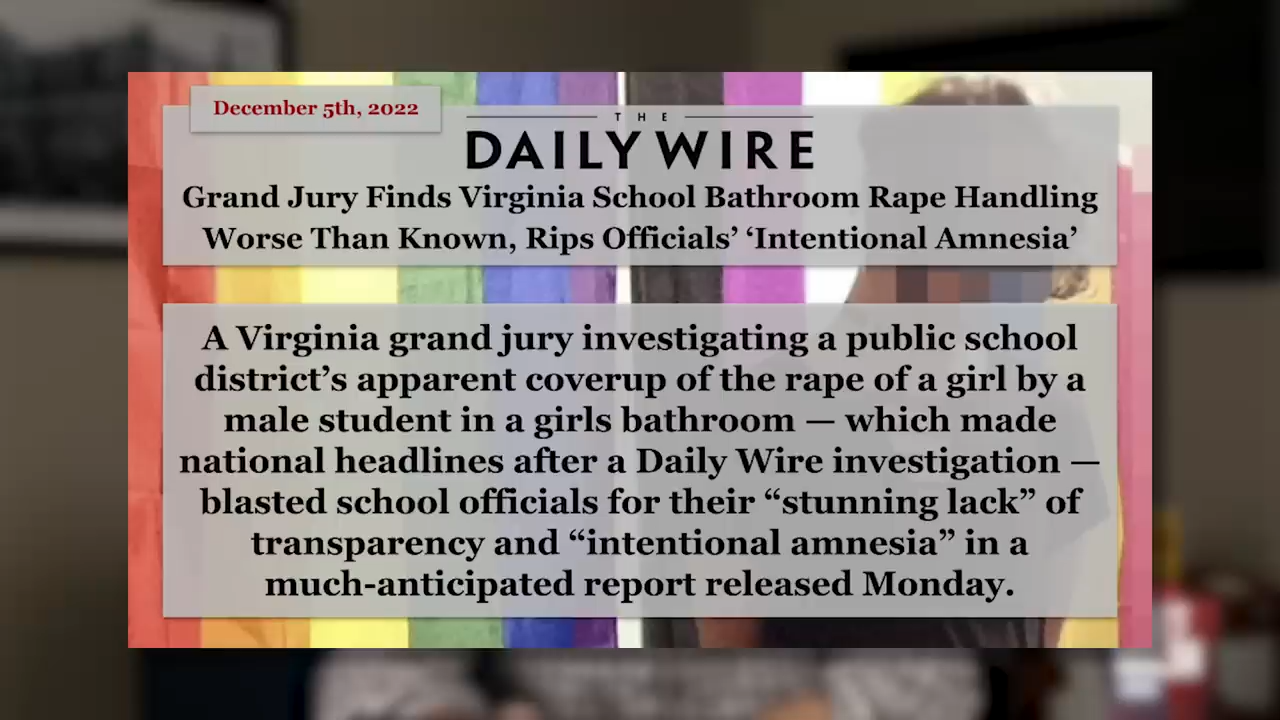 December 5th, 2022
THE
DAILY WIRE
Grand Jury Finds Virginia School Bathroom Rape Handling
Worse Than Known, Rips Officials’ ‘Intentional Amnesia’
A Virginia grand jury investigating a public school
district’s apparent coverup of the rape of a girl by a
male student in a girls bathroom — which made
national headlines after a Daily Wire investigation —
blasted school officials for their “stunning lack” of
transparency and “intentional amnesia” in a
much-anticipated report released Monday.